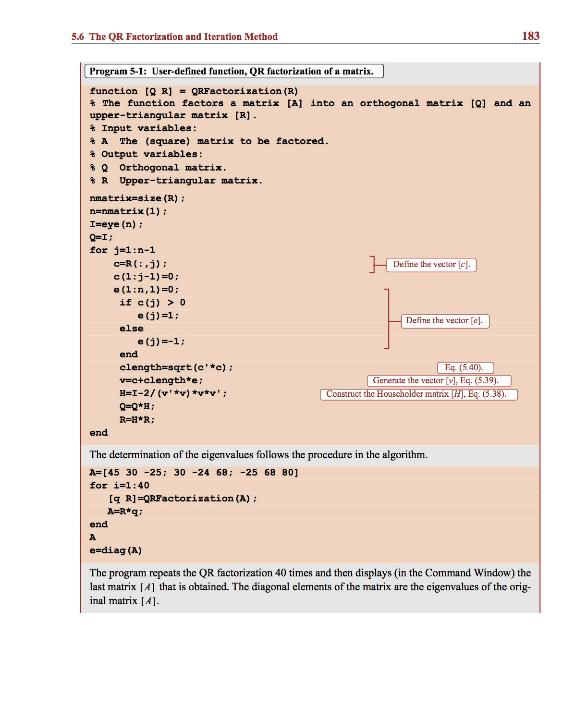 5.6 The QR Factorization and Iteration Method 183
Program 5-1: User-defined function, QR factorization of a matrix.
function [Q R] = QRFactorization(R)
% The function factors a matrix [A] into an orthogonal matrix [Q] and an
upper-triangular matrix [R].
% Input variables:
% A The (square) matrix to be factored.
% Output variables:
% Q Orthogonal matrix.
% R Upper-triangular matrix.
nmatrix=size(R);
n=nmatrix(1);
I=eye(n);
Q=I;
for j=1:n-1
c=R(:,j); Define the vector [c].
c(1:j-1)=0;
e(1:n,1)=0;
if c(j) > 0
e(j)=1; Define the vector [e].
else
e(j)=-1;
end
clength=sqrt(c'*c); Eq. (5.40).
v=c+clength*e; Generate the vector [v], Eq. (5.39).
H=I-2/(v'*v)*v*v'; Construct the Householder matrix [H], Eq. (5.38).
Q=Q*H;
R=H*R;
end
The determination of the eigenvalues follows the procedure in the algorithm.
A=[45 30 -25; 30 -24 68; -25 68 80]
for i=1:40
[q R]=QRFactorization(A);
A=R*q;
end
A
e=diag(A)
The program repeats the QR factorization 40 times and then displays (in the Command Window) the
last matrix [A] that is obtained. The diagonal elements of the matrix are the eigenvalues of the orig-
inal matrix [A].